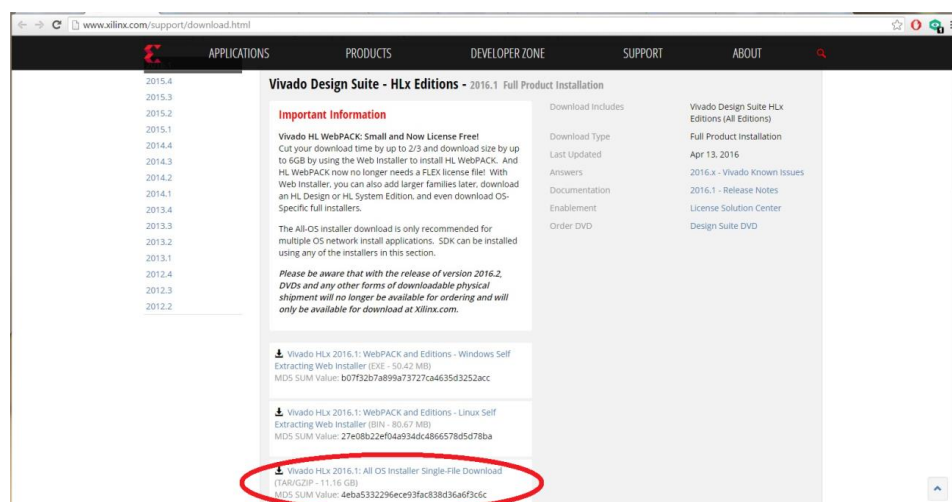 www.xilinx.com/support/download.html
APPLICATIONS PRODUCTS DEVELOPER ZONE SUPPORT ABOUT
2015.4
2015.3
2015.2
2015.1
2014.4
2014.3
2014.2
2014.1
2013.4
2013.3
2013.2
2013.1
2012.4
2012.3
2012.2
Vivado Design Suite - HLx Editions - 2016.1 Full Product Installation
Important Information
Vivado HL WebPACK: Small and Now License Free!
Cut your download time by up to 2/3 and download size by up
to 6GB by using the Web Installer to install HL WebPACK. And
HL WebPACK now no longer needs a FLEX license file! With
Web Installer, you can also add larger families later, download
an HL Design or HL System Edition, and even download OS-
Specific full installers.
The All-OS installer download is only recommended for
multiple OS network install applications. SDK can be installed
using any of the installers in this section.
Please be aware that with the release of version 2016.2,
DVDs and any other forms of downloadable physical
shipment will no longer be available for ordering and will
only be available for download at Xilinx.com.
Download Includes Vivado Design Suite HLx
Editions (All Editions)
Download Type Full Product Installation
Last Updated Apr 13, 2016
Answers 2016.x - Vivado Known Issues
Documentation 2016.1 - Release Notes
Enablement License Solution Center
Order DVD Design Suite DVD
Vivado HLx 2016.1: WebPACK and Editions - Windows Self
Extracting Web Installer (EXE - 50.42 MB)
MD5 SUM Value: b07f32b7a899a73727ca4635d3252acc
Vivado HLx 2016.1: WebPACK and Editions - Linux Self
Extracting Web Installer (BIN - 80.67 MB)
MD5 SUM Value: 27e08b22ef04a934dc4866578d5d78ba
Vivado HLx 2016.1: All OS Installer Single-File Download
(TAR/GZIP - 11.16 GB)
MD5 SUM Value: 4eba5332296ece93fac838d36a6f3c6c